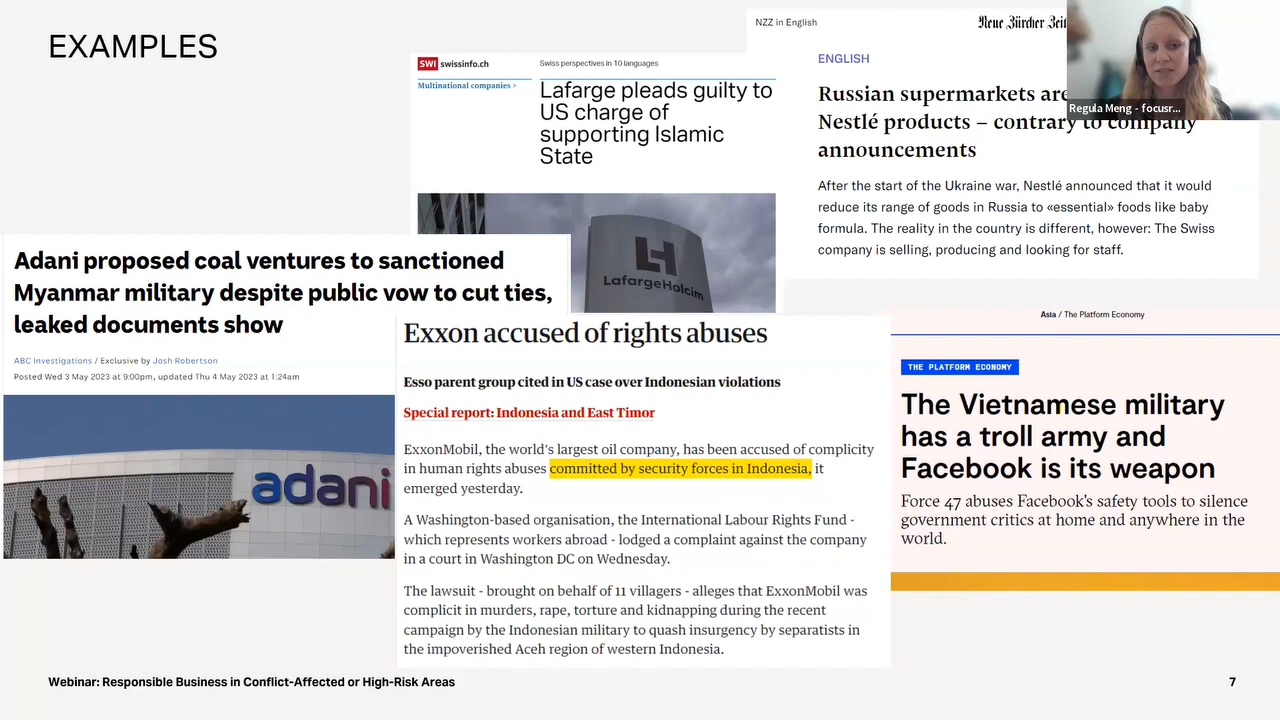 EXAMPLES
NZZ in English
Neue Zürcher Zei
ENGLISH
Russian supermarkets are
Nestlé products – contrary to company
announcements
After the start of the Ukraine war, Nestlé announced that it would
reduce its range of goods in Russia to «essential» foods like baby
formula. The reality in the country is different, however: The Swiss
company is selling, producing and looking for staff.
Regula Meng - focusr...
SWI swissinfo.ch
Swiss perspectives in 10 languages
Multinational companies >
Lafarge pleads guilty to
US charge of
supporting Islamic
State
LafargeHolcim
Adani proposed coal ventures to sanctioned
Myanmar military despite public vow to cut ties,
leaked documents show
ABC Investigations / Exclusive by Josh Robertson
Posted Wed 3 May 2023 at 9:00pm, updated Thu 4 May 2023 at 1:24am
adani
Exxon accused of rights abuses
Esso parent group cited in US case over Indonesian violations
Special report: Indonesia and East Timor
ExxonMobil, the world's largest oil company, has been accused of complicity
in human rights abuses committed by security forces in Indonesia, it
emerged yesterday.
A Washington-based organisation, the International Labour Rights Fund -
which represents workers abroad - lodged a complaint against the company
in a court in Washington DC on Wednesday.
The lawsuit - brought on behalf of 11 villagers - alleges that ExxonMobil was
complicit in murders, rape, torture and kidnapping during the recent
campaign by the Indonesian military to quash insurgency by separatists in
the impoverished Aceh region of western Indonesia.
Asia / The Platform Economy
THE PLATFORM ECONOMY
The Vietnamese military
has a troll army and
Facebook is its weapon
Force 47 abuses Facebook's safety tools to silence
government critics at home and anywhere in the
world.
Webinar: Responsible Business in Conflict-Affected or High-Risk Areas
7